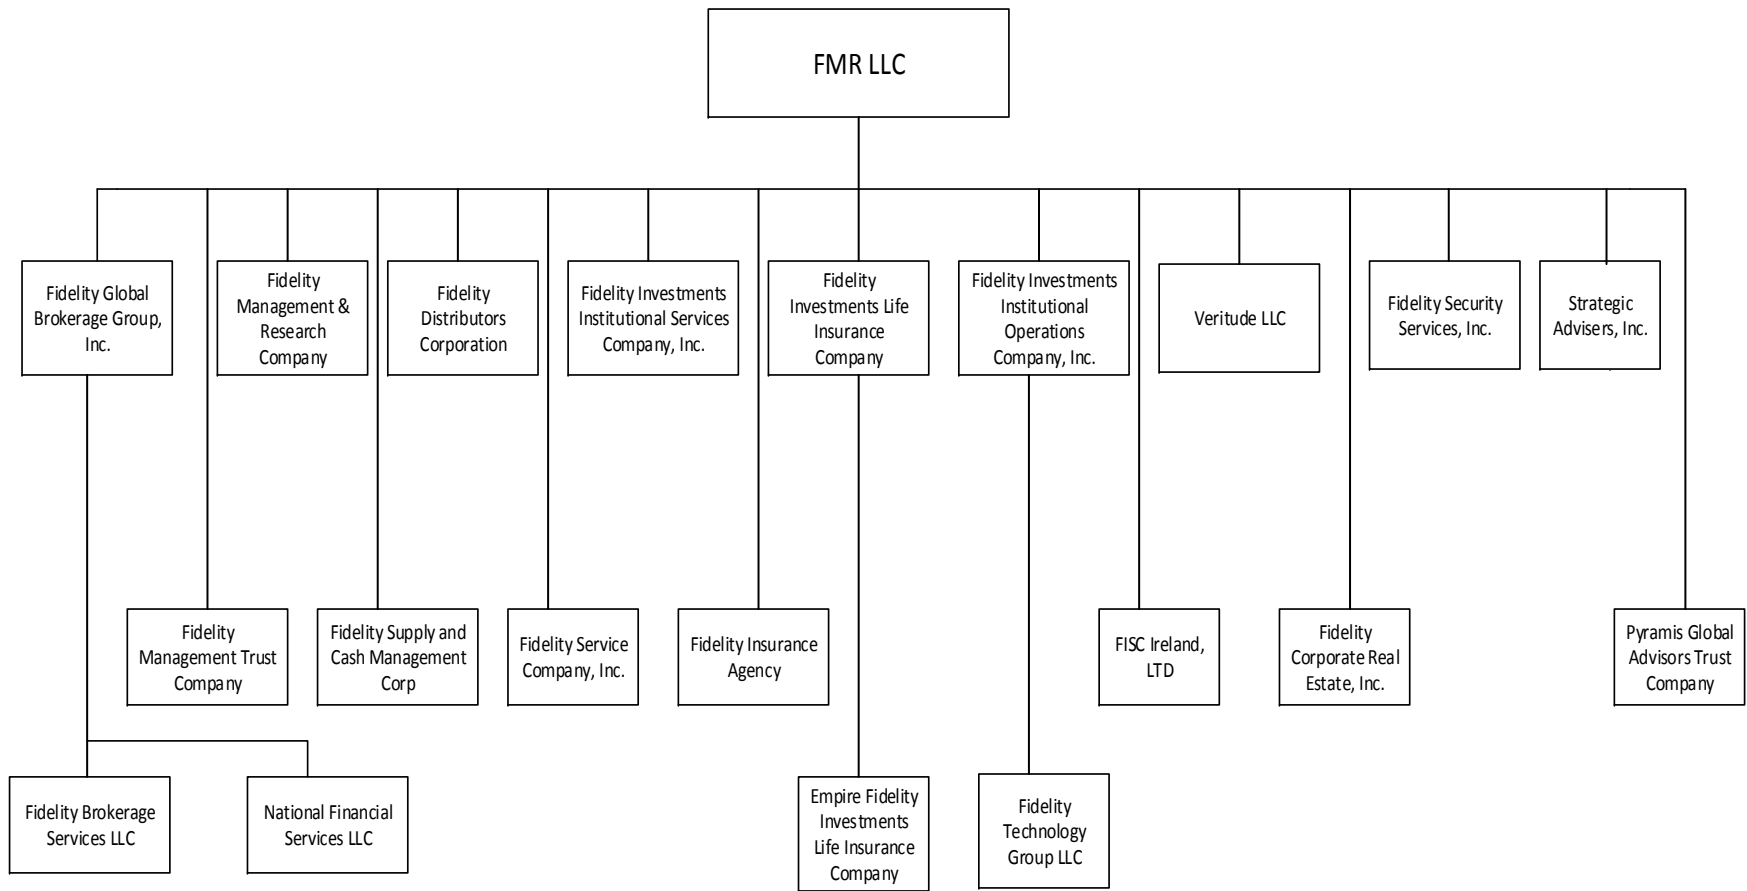 FMR LLC
Fidelity Global
Brokerage Group,
Inc.
Fidelity
Management &
Research
Company
Fidelity
Distributors
Corporation
Fidelity Investments
Institutional Services
Company, Inc.
Fidelity
Investments Life
Insurance
Company
Fidelity Investments
Institutional
Operations
Company, Inc.
Veritude LLC
Fidelity Security
Services, Inc.
Strategic
Advisers, Inc.
Fidelity
Management Trust
Company
Fidelity Supply and
Cash Management
Corp
Fidelity Service
Company, Inc.
Fidelity Insurance
Agency
FISC Ireland,
LTD
Fidelity
Corporate Real
Estate, Inc.
Pyramis Global
Advisors Trust
Company
Fidelity Brokerage
Services LLC
National Financial
Services LLC
Empire Fidelity
Investments
Life Insurance
Company
Fidelity
Technology
Group LLC